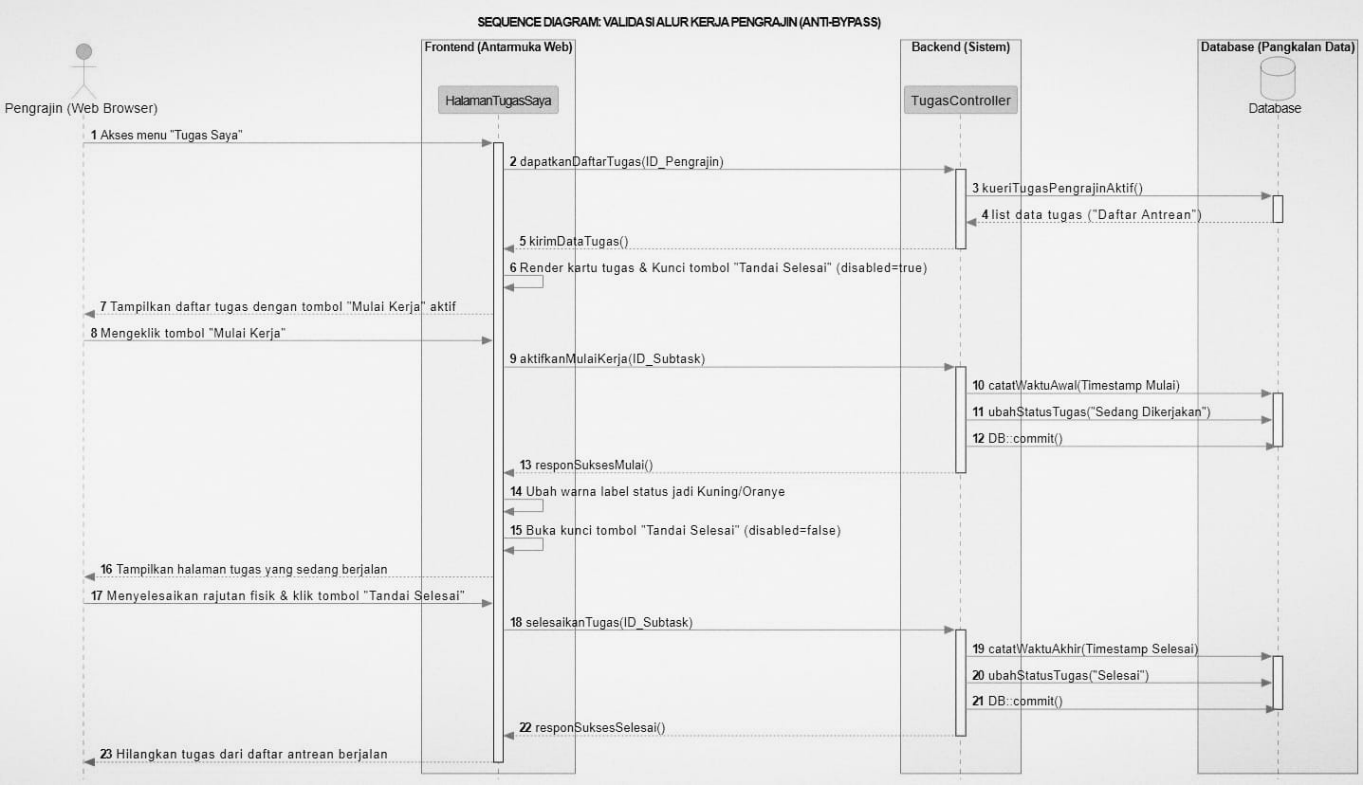 SEQUENCE DIAGRAM: VALIDASI ALUR KERJA PENGRAJIN (ANTI-BYPASS)
Frontend (Antarmuka Web)
Backend (Sistem)
Database (Pangkalan Data)
Pengrajin (Web Browser)
HalamanTugasSaya
TugasController
Database
1 Akses menu "Tugas Saya"
2 dapatkanDaftarTugas(ID_Pengrajin)
3 kueriTugasPengrajinAktif()
4 list data tugas ("Daftar Antrean")
5 kirimDataTugas()
6 Render kartu tugas & Kunci tombol "Tandai Selesai" (disabled=true)
7 Tampilkan daftar tugas dengan tombol "Mulai Kerja" aktif
8 Mengeklik tombol "Mulai Kerja"
9 aktifkanMulaiKerja(ID_Subtask)
10 catatWaktuAwal(Timestamp Mulai)
11 ubahStatusTugas("Sedang Dikerjakan")
12 DB::commit()
13 responSuksesMulai()
14 Ubah warna label status jadi Kuning/Oranye
15 Buka kunci tombol "Tandai Selesai" (disabled=false)
16 Tampilkan halaman tugas yang sedang berjalan
17 Menyelesaikan rajutan fisik & klik tombol "Tandai Selesai"
18 selesaikanTugas(ID_Subtask)
19 catatWaktuAkhir(Timestamp Selesai)
20 ubahStatusTugas("Selesai")
21 DB::commit()
22 responSuksesSelesai()
23 Hilangkan tugas dari daftar antrean berjalan